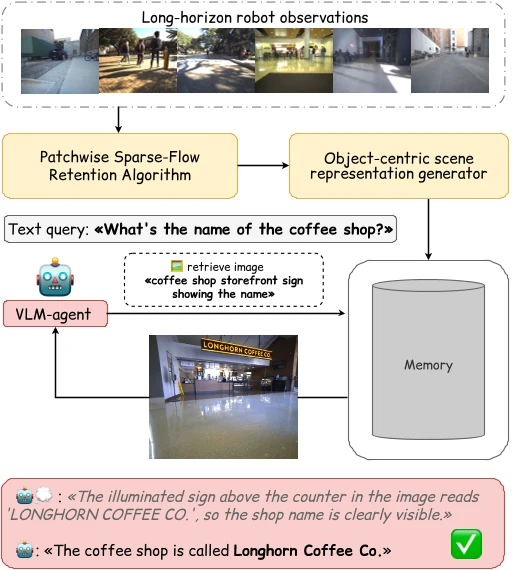 Long-horizon robot observations
Patchwise Sparse-Flow
Retention Algorithm
Object-centric scene
representation generator
Text query: «What's the name of the coffee shop?»
retrieve image
«coffee shop storefront sign
showing the name»
VLM-agent
LONGHORN COFFEE CO.
Memory
: «The illuminated sign above the counter in the image reads
'LONGHORN COFFEE CO.', so the shop name is clearly visible.»
: «The coffee shop is called Longhorn Coffee Co.»